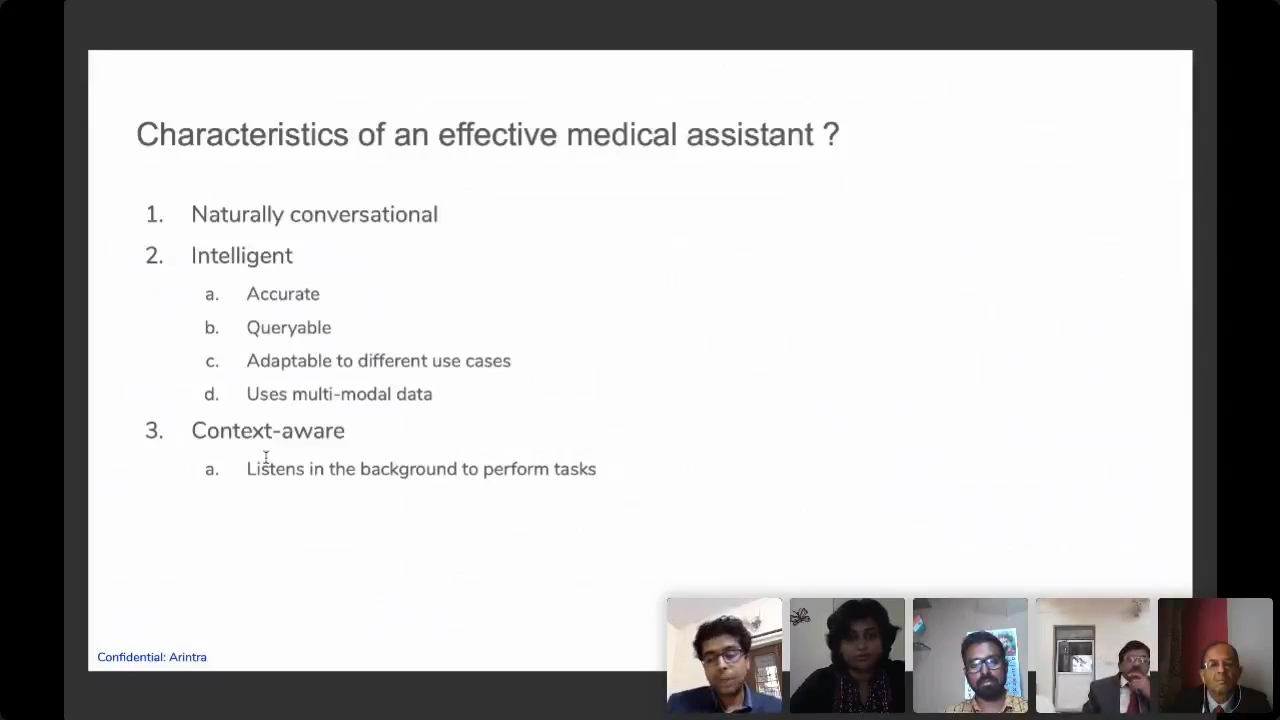 Characteristics of an effective medical assistant ?
1. Naturally conversational
2. Intelligent
a. Accurate
b. Queryable
c. Adaptable to different use cases
d. Uses multi-modal data
3. Context-aware
a. Listens in the background to perform tasks
Confidential: Arintra